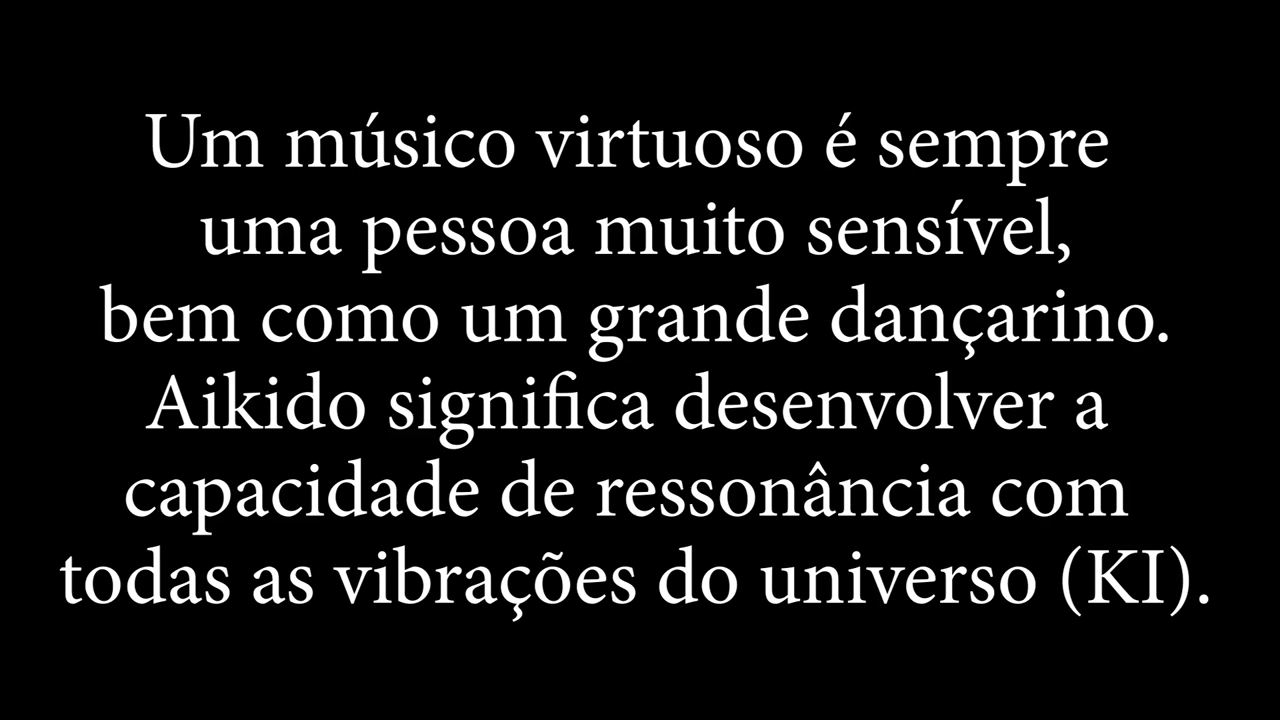 Um músico virtuoso é sempre
uma pessoa muito sensível,
bem como um grande dançarino.
Aikido significa desenvolver a
capacidade de ressonância com
todas as vibrações do universo (KI).